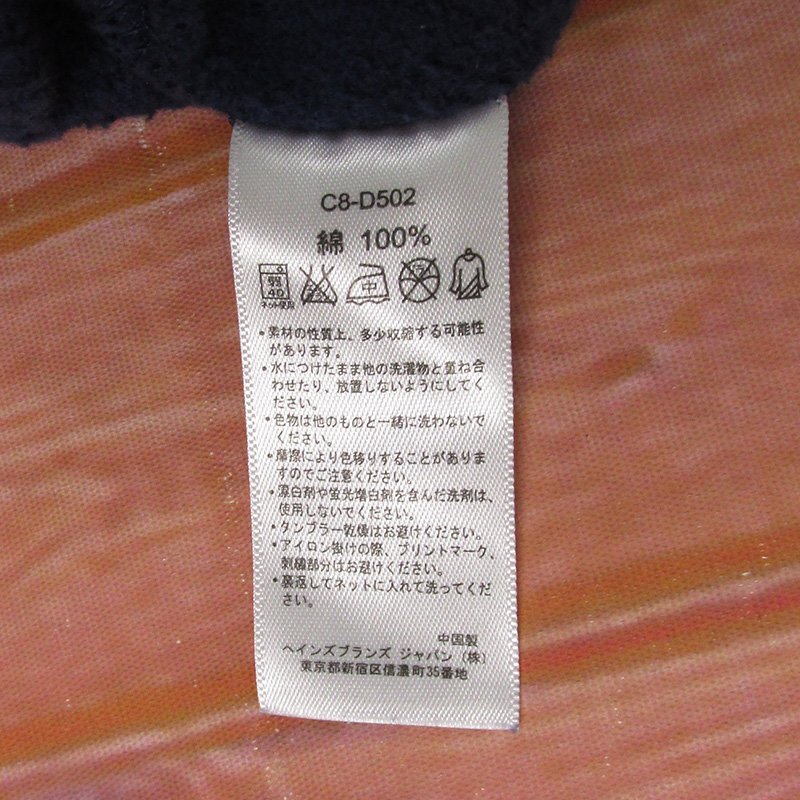 C8-D502
綿 100%
弱
40
中
ネット使用
•素材の性質上、多少収縮する可能性
があります。
•水につけたまま他の洗濯物と重ね合
わせたり、放置しないようにしてく
ださい。
•色物は他のものと一緒に洗わないで
ください。
•摩擦により色移りすることがありま
すのでご注意ください。
•漂白剤や蛍光増白剤を含んだ洗剤は、
使用しないでください。
•タンブラー乾燥はお避けください。
•アイロン掛けの際、プリントマーク、
刺繍部分はお避けください。
•裏返してネットに入れて洗ってくだ
さい。
中国製
ヘインズブランズ ジャパン（株）
東京都新宿区信濃町35番地